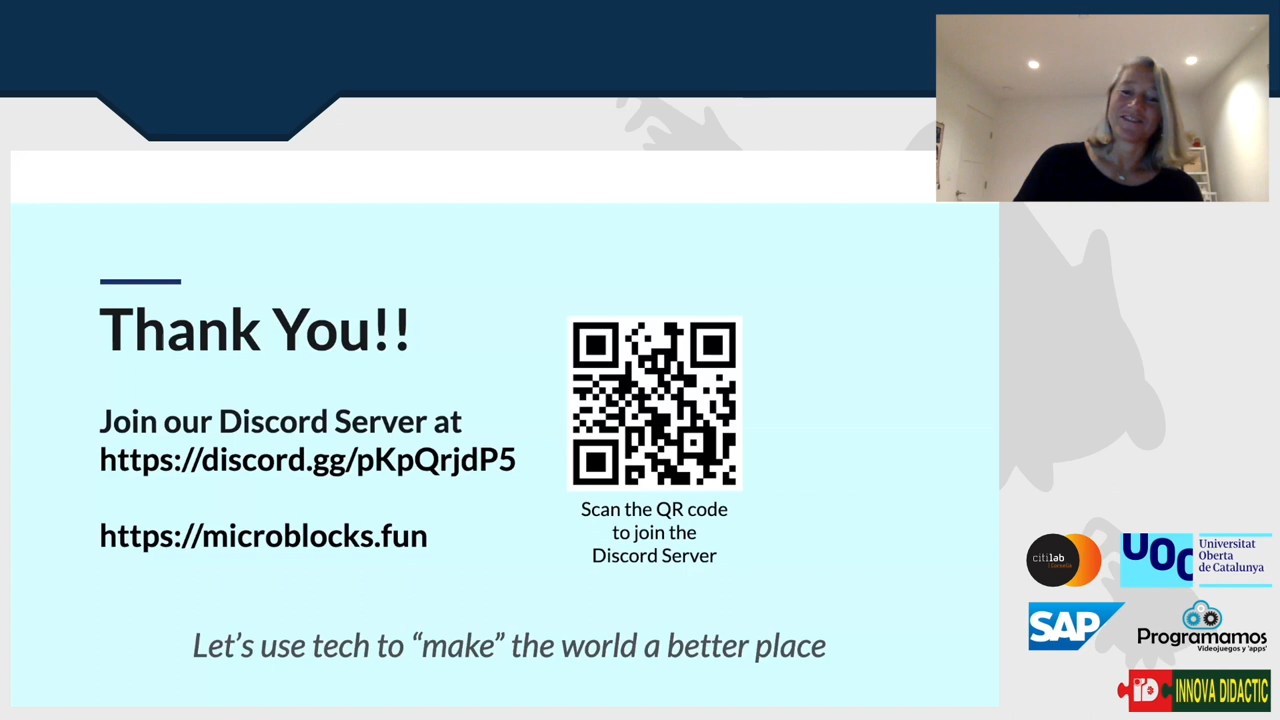 Thank You!!
Join our Discord Server at
https://discord.gg/pKpQrjdP5
https://microblocks.fun
Scan the QR code
to join the
Discord Server
Let's use tech to “make” the world a better place
citilab
Cornellà
UOC
Universitat
Oberta
de Catalunya
SAP
Programamos
Videojuegos y 'apps'
iD INNOVA DIDACTIC